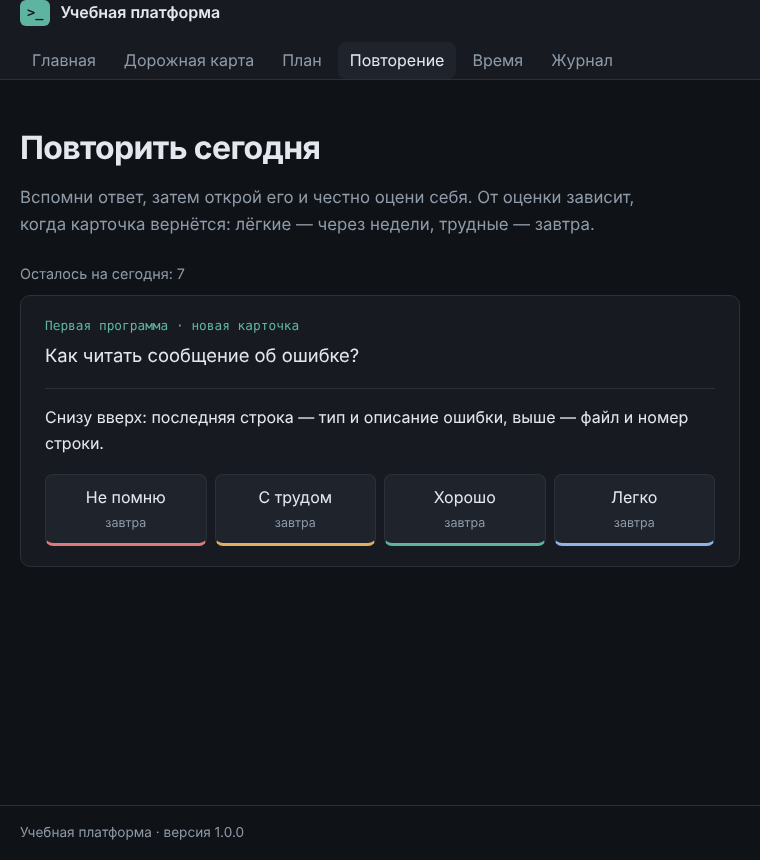 >_ Учебная платформа
Главная Дорожная карта План Повторение Время Журнал
Повторить сегодня
Вспомни ответ, затем открой его и честно оцени себя. От оценки зависит,
когда карточка вернётся: лёгкие — через недели, трудные — завтра.
Осталось на сегодня: 7
Первая программа · новая карточка
Как читать сообщение об ошибке?
Снизу вверх: последняя строка — тип и описание ошибки, выше — файл и номер
строки.
Не помню С трудом Хорошо Легко
завтра завтра завтра завтра
Учебная платформа · версия 1.0.0